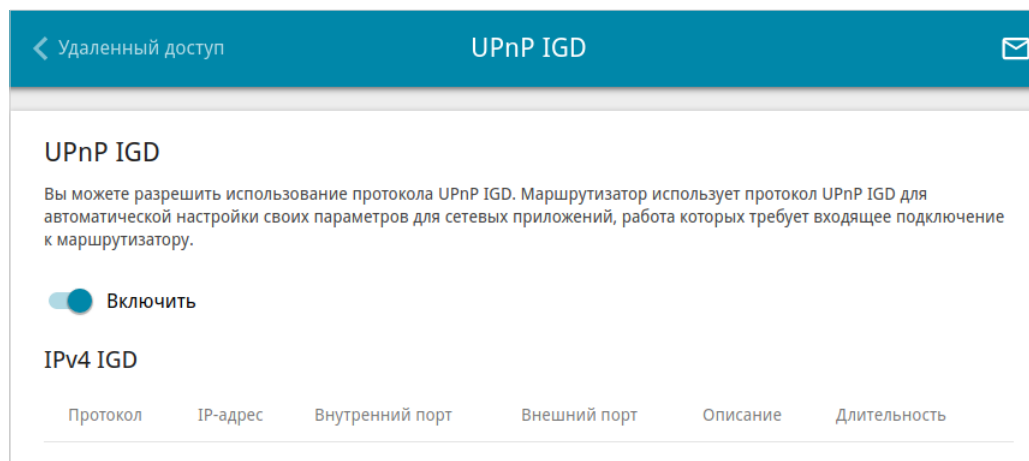 Удаленный доступ
UPnP IGD
UPnP IGD
Вы можете разрешить использование протокола UPnP IGD. Маршрутизатор использует протокол UPnP IGD для
автоматической настройки своих параметров для сетевых приложений, работа которых требует входящее подключение
к маршрутизатору.
Включить
IPv4 IGD
Протокол IP-адрес Внутренний порт Внешний порт Описание Длительность